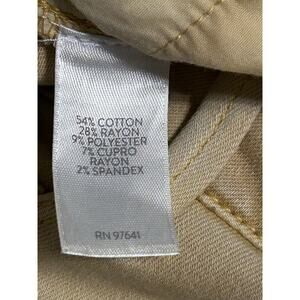 54% COTTON
28% RAYON
9% POLYESTER
7% CUPRO
RAYON
2% SPANDEX
RN 97641